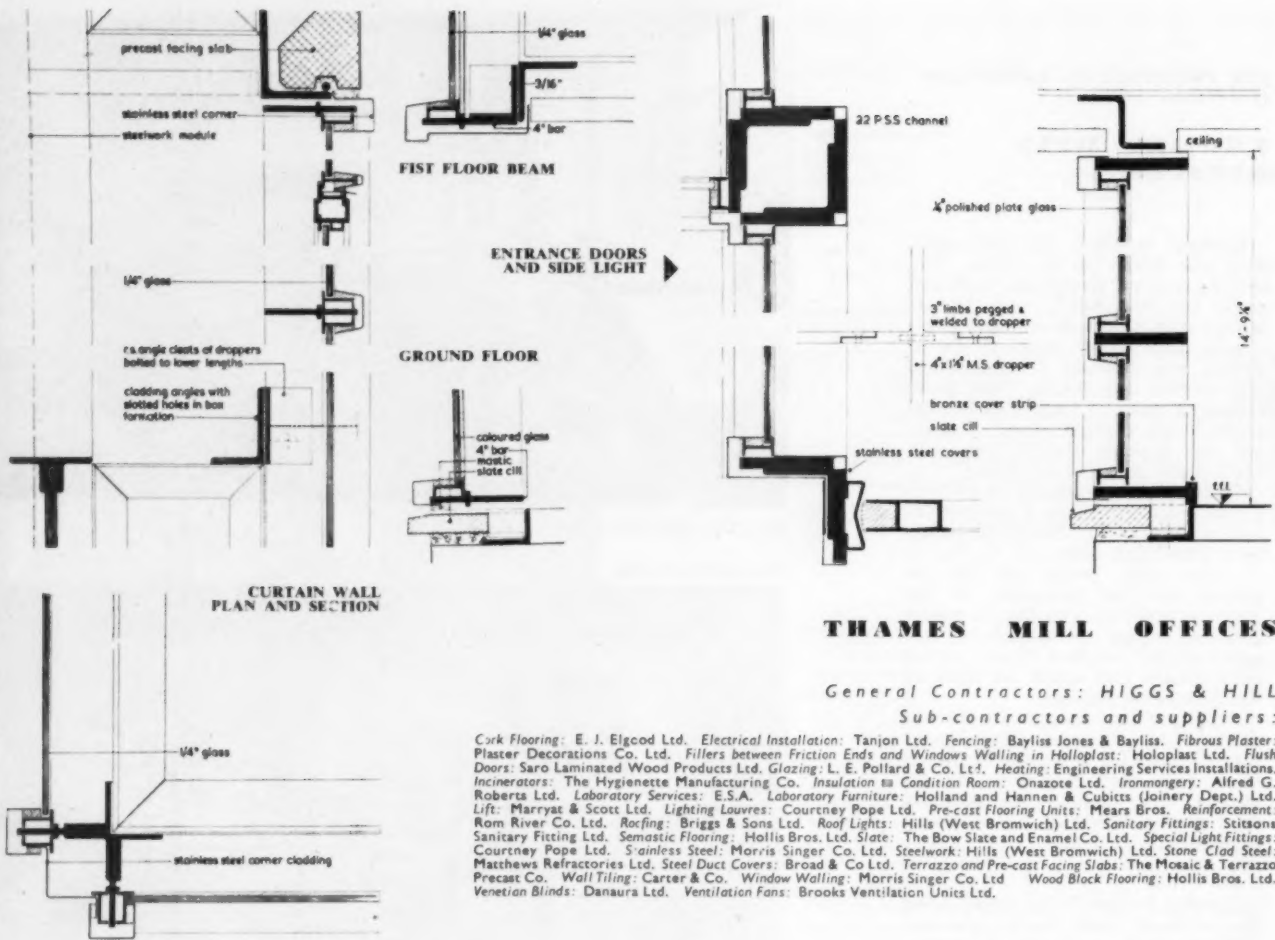 precast facing slab
stainless steel corner
steelwork module
1/4" glass
r.s.angle cleats of droppers
bolted to lower lengths
cladding angles with
slotted holes in box
formation
1/4" glass
3/16"
4" bar
FIST FLOOR BEAM
ENTRANCE DOORS
AND SIDE LIGHT
GROUND FLOOR
coloured glass
4" bar
mastic
slate cill
22 P.S.S channel
3" limbs pegged &
welded to dropper
4" x 1⅛" M.S. dropper
stainless steel covers
ceiling
¼" polished plate glass
14'-9⅛"
bronze cover strip
slate cill
f.f.l.
CURTAIN WALL
PLAN AND SECTION
1/4" glass
stainless steel corner cladding
THAMES MILL OFFICES
General Contractors: HIGGS & HILL
Sub-contractors and suppliers:
Cork Flooring: E. J. Elgood Ltd. Electrical Installation: Tanjon Ltd. Fencing: Bayliss Jones & Bayliss. Fibrous Plaster:
Plaster Decorations Co. Ltd. Fillers between Friction Ends and Windows Walling in Holoplast: Holoplast Ltd. Flush
Doors: Saro Laminated Wood Products Ltd. Glazing: L. E. Pollard & Co. Ltd. Heating: Engineering Services Installations.
Incinerators: The Hygienette Manufacturing Co. Insulation to Condition Room: Onazote Ltd. Ironmongery: Alfred G.
Roberts Ltd. Laboratory Services: E.S.A. Laboratory Furniture: Holland and Hannen & Cubitts (Joinery Dept.) Ltd.
Lift: Marryat & Scott Ltd. Lighting Louvres: Courtney Pope Ltd. Pre-cast Flooring Units: Mears Bros. Reinforcement:
Rom River Co. Ltd. Roofing: Briggs & Sons Ltd. Roof Lights: Hills (West Bromwich) Ltd. Sanitary Fittings: Stitsons
Sanitary Fitting Ltd. Semastic Flooring: Hollis Bros. Ltd. Slate: The Bow Slate and Enamel Co. Ltd. Special Light Fittings:
Courtney Pope Ltd. Stainless Steel: Morris Singer Co. Ltd. Steelwork: Hills (West Bromwich) Ltd. Stone Clad Steel:
Matthews Refractories Ltd. Steel Duct Covers: Broad & Co Ltd. Terrazzo and Pre-cast Facing Slabs: The Mosaic & Terrazzo
Precast Co. Wall Tiling: Carter & Co. Window Walling: Morris Singer Co. Ltd Wood Block Flooring: Hollis Bros. Ltd.
Venetian Blinds: Danaura Ltd. Ventilation Fans: Brooks Ventilation Units Ltd.